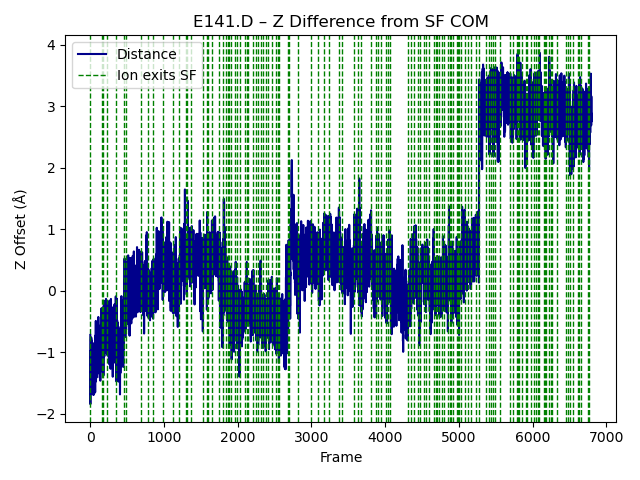 E141.D – Z Difference from SF COM
Distance
Ion exits SF
Z Offset (Å)
4
3
2
1
0
−1
−2
0 1000 2000 3000 4000 5000 6000 7000
Frame